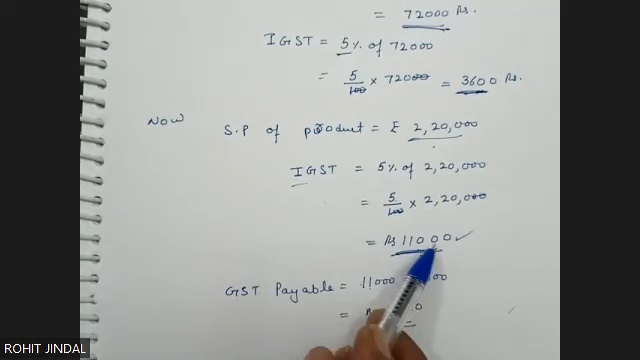 = 72000 Rs.
IGST = 5% of 72000
= 5/100 x 72000 = 3600 Rs.
Now S.P of product = ₹ 2,20,000
IGST = 5% of 2,20,000
= 5/100 x 2,20,000
= Rs 11000 ✓
GST Payable = 11000
=
ROHIT JINDAL